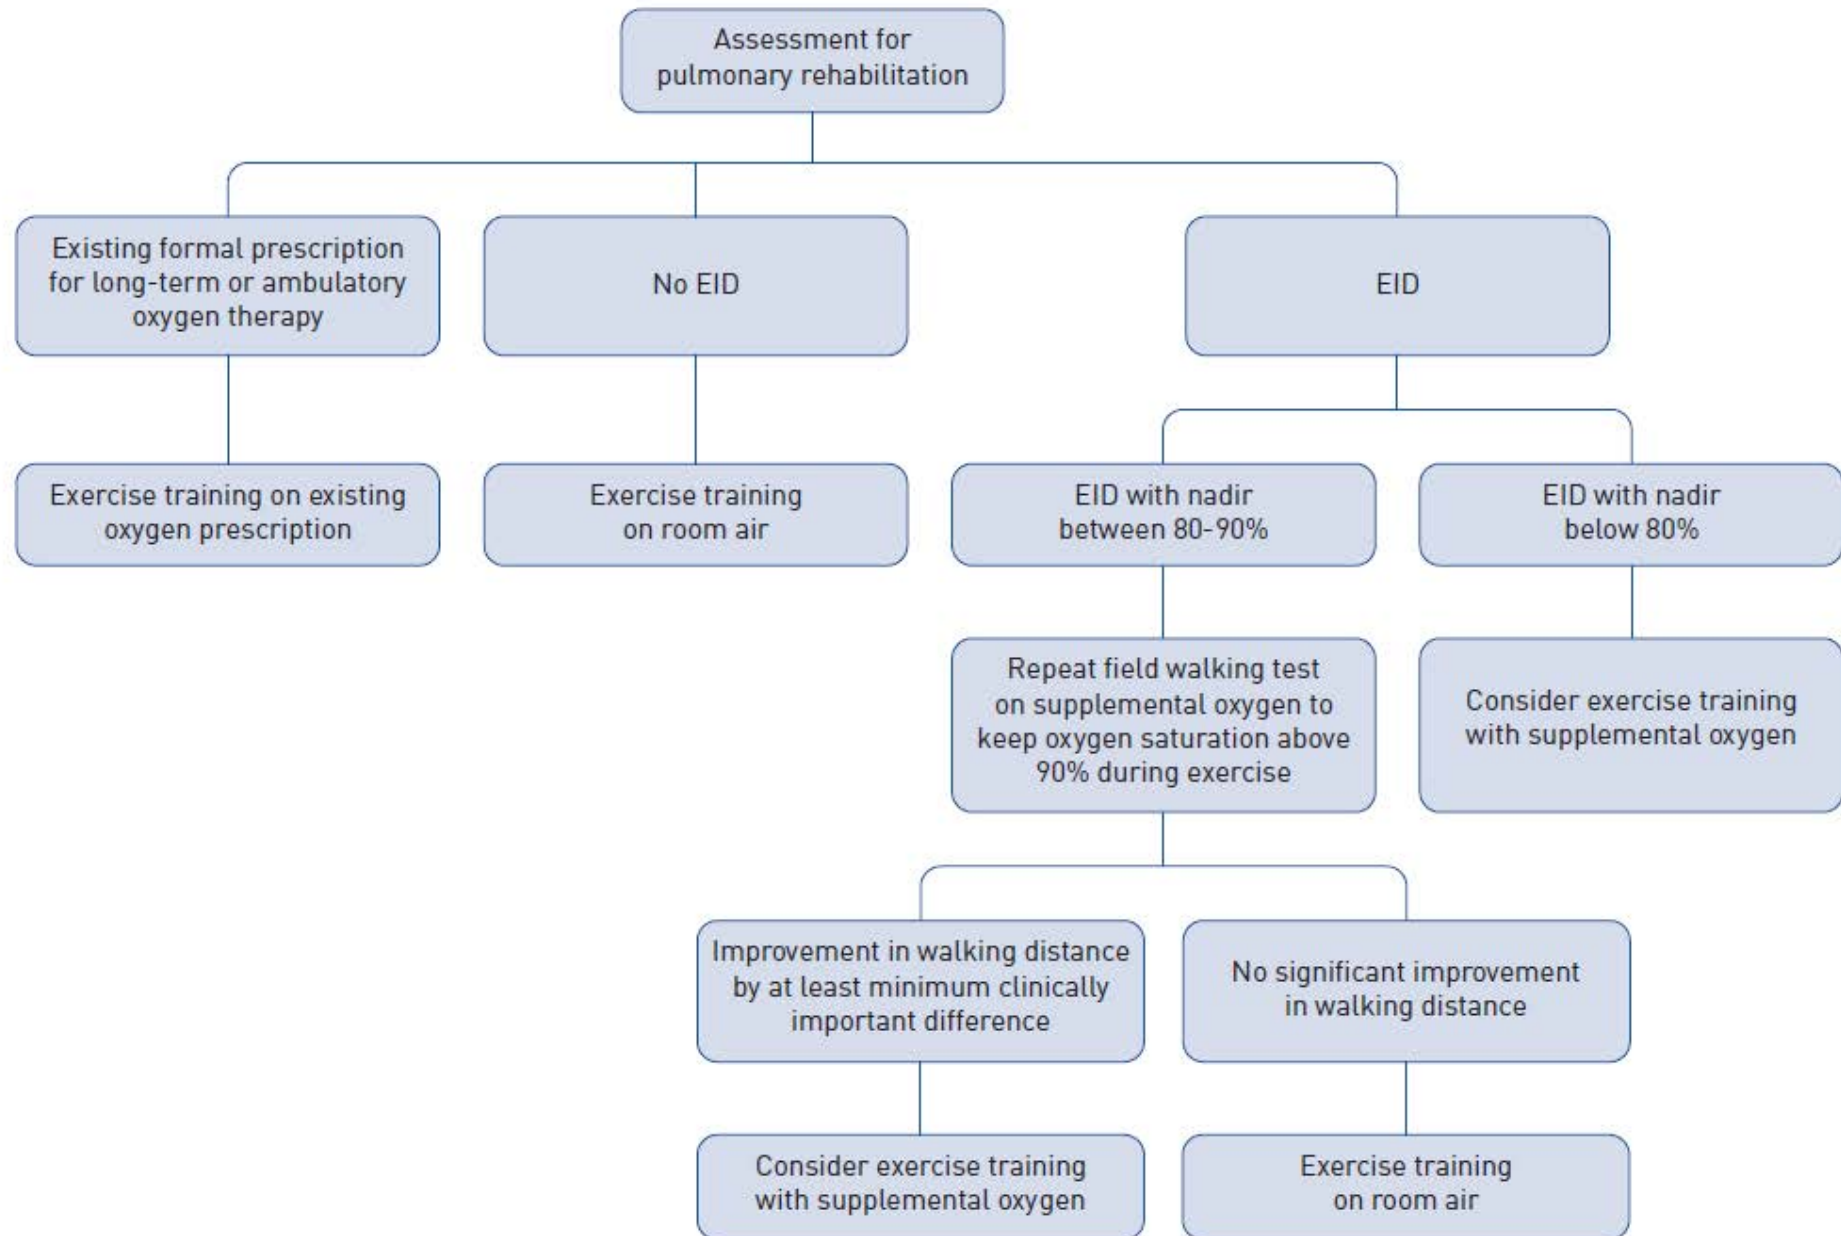 Assessment for
pulmonary rehabilitation
Existing formal prescription
for long-term or ambulatory
oxygen therapy
No EID
EID
Exercise training on existing
oxygen prescription
Exercise training
on room air
EID with nadir
between 80-90%
EID with nadir
below 80%
Repeat field walking test
on supplemental oxygen to
keep oxygen saturation above
90% during exercise
Consider exercise training
with supplemental oxygen
Improvement in walking distance
by at least minimum clinically
important difference
No significant improvement
in walking distance
Consider exercise training
with supplemental oxygen
Exercise training
on room air